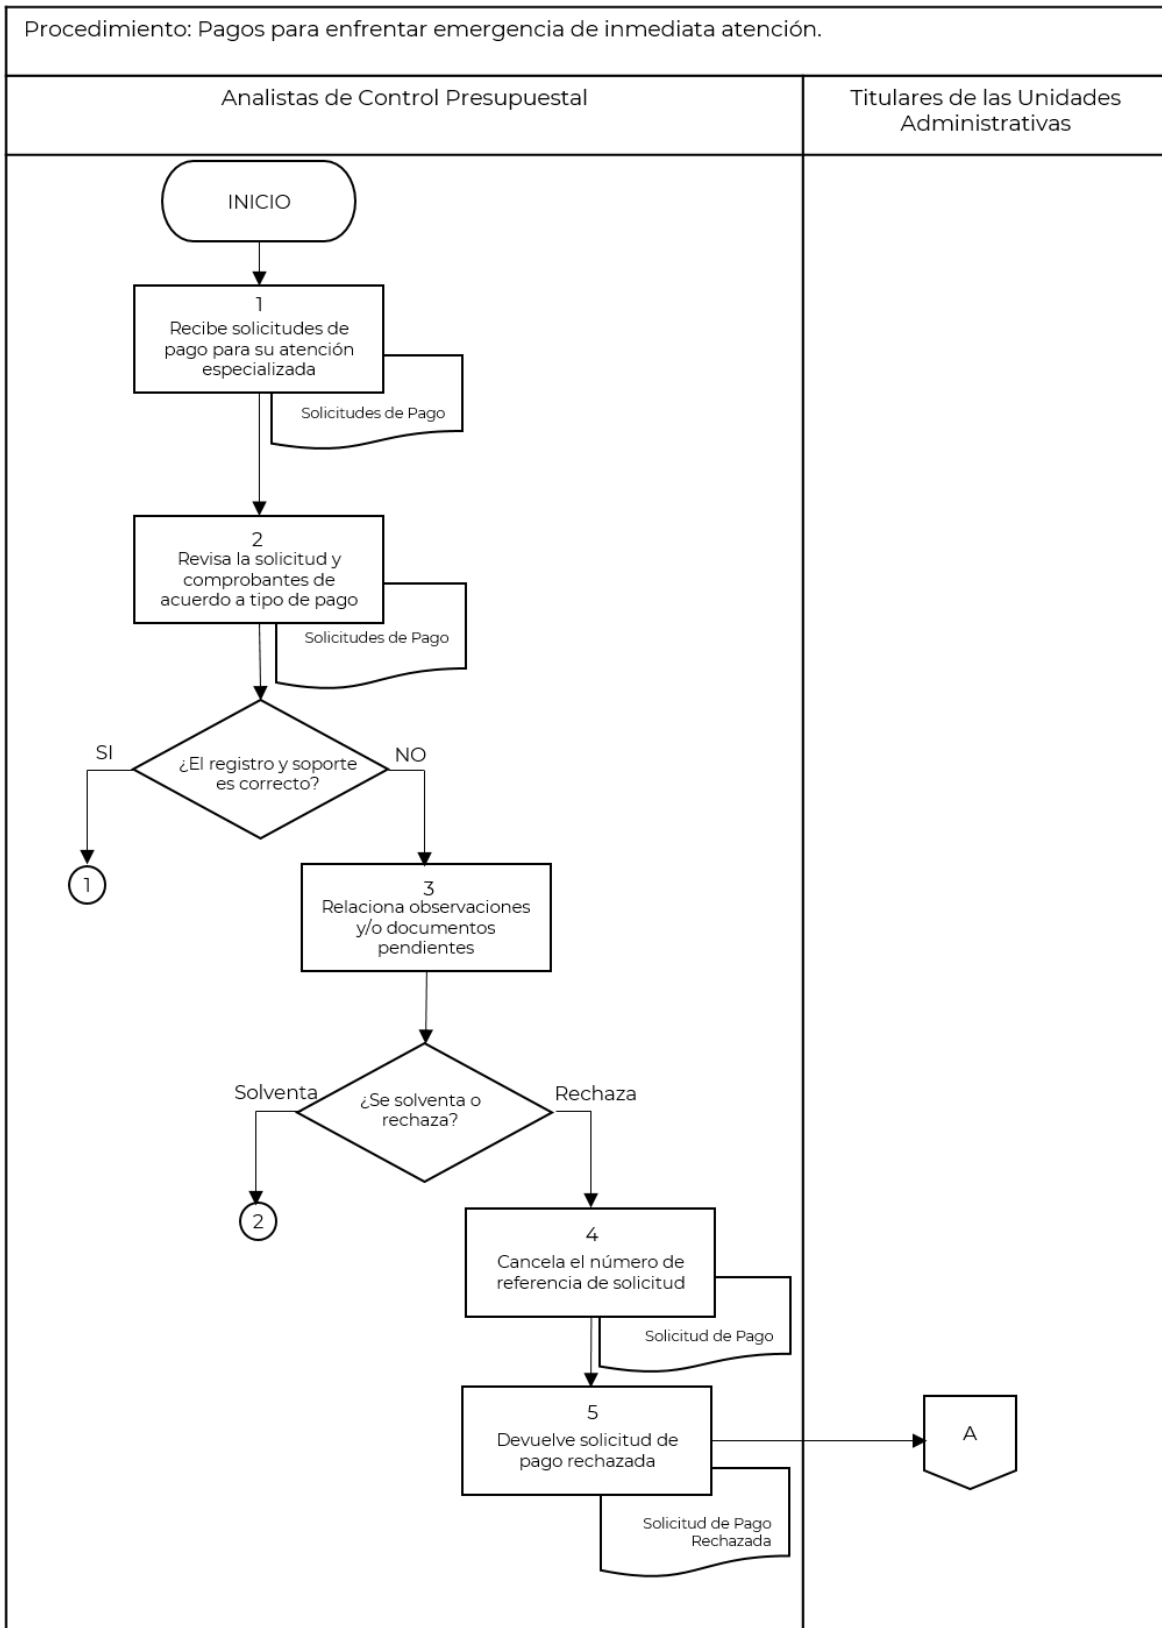 Procedimiento: Pagos para enfrentar emergencia de inmediata atención.
Analistas de Control Presupuestal
Titulares de las Unidades
Administrativas
INICIO
1
Recibe solicitudes de
pago para su atención
especializada
Solicitudes de Pago
2
Revisa la solicitud y
comprobantes de
acuerdo a tipo de pago
Solicitudes de Pago
SI
¿El registro y soporte
es correcto?
NO
1
3
Relaciona observaciones
y/o documentos
pendientes
Solventa
¿Se solventa o
rechaza?
Rechaza
2
4
Cancela el número de
referencia de solicitud
Solicitud de Pago
5
Devuelve solicitud de
pago rechazada
A
Solicitud de Pago
Rechazada